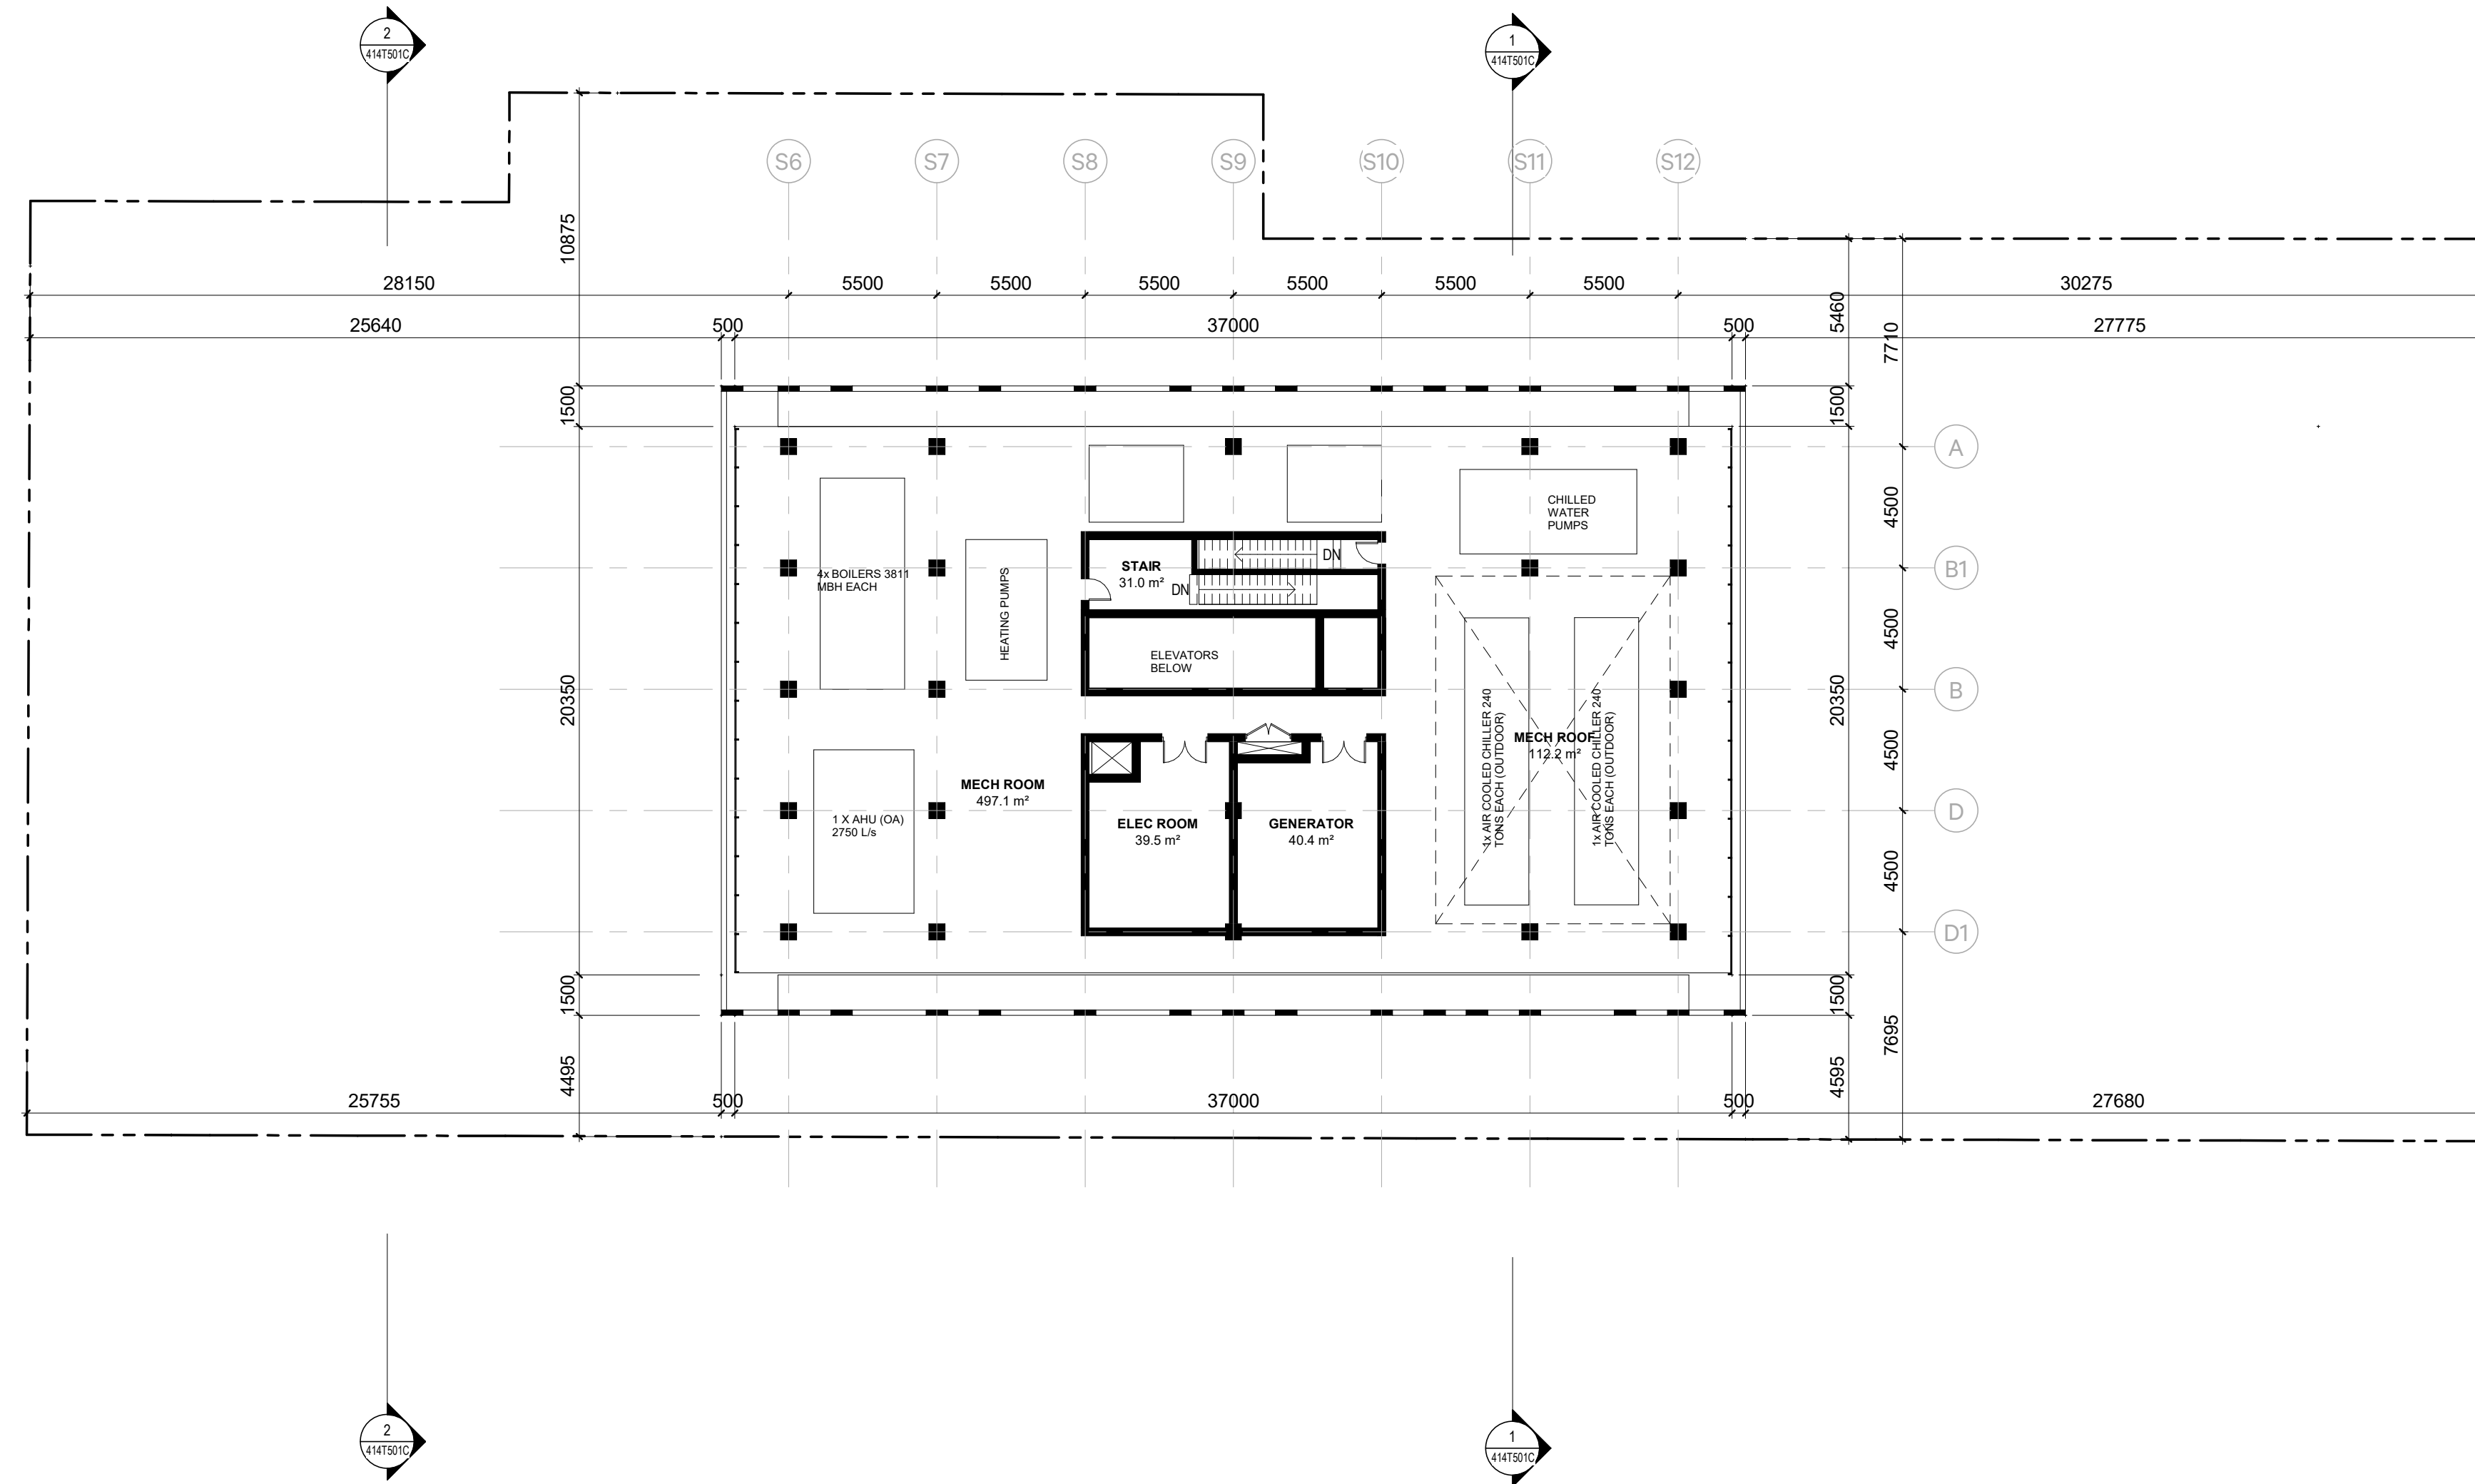 2
414T501C
1
414T501C
S6
S7
S8
S9
S10
S11
S12
10875
28150
5500
5500
5500
5500
5500
5500
30275
25640
500
37000
500
27775
5460
7710
1500
1500
A
4500
CHILLED
WATER
PUMPS
STAIR
31.0 m²
DN
DN
B1
4x BOILERS 3811
MBH EACH
HEATING PUMPS
4500
ELEVATORS
BELOW
B
20350
20350
1x AIR COOLED CHILLER 240
TONS EACH (OUTDOOR)
1x AIR COOLED CHILLER 240
TONS EACH (OUTDOOR)
MECH ROOF
112.2 m²
4500
MECH ROOM
497.1 m²
1 X AHU (OA)
2750 L/s
ELEC ROOM
39.5 m²
GENERATOR
40.4 m²
D
4500
D1
1500
1500
7695
4495
4595
25755
500
37000
500
27680
2
414T501C
1
414T501C